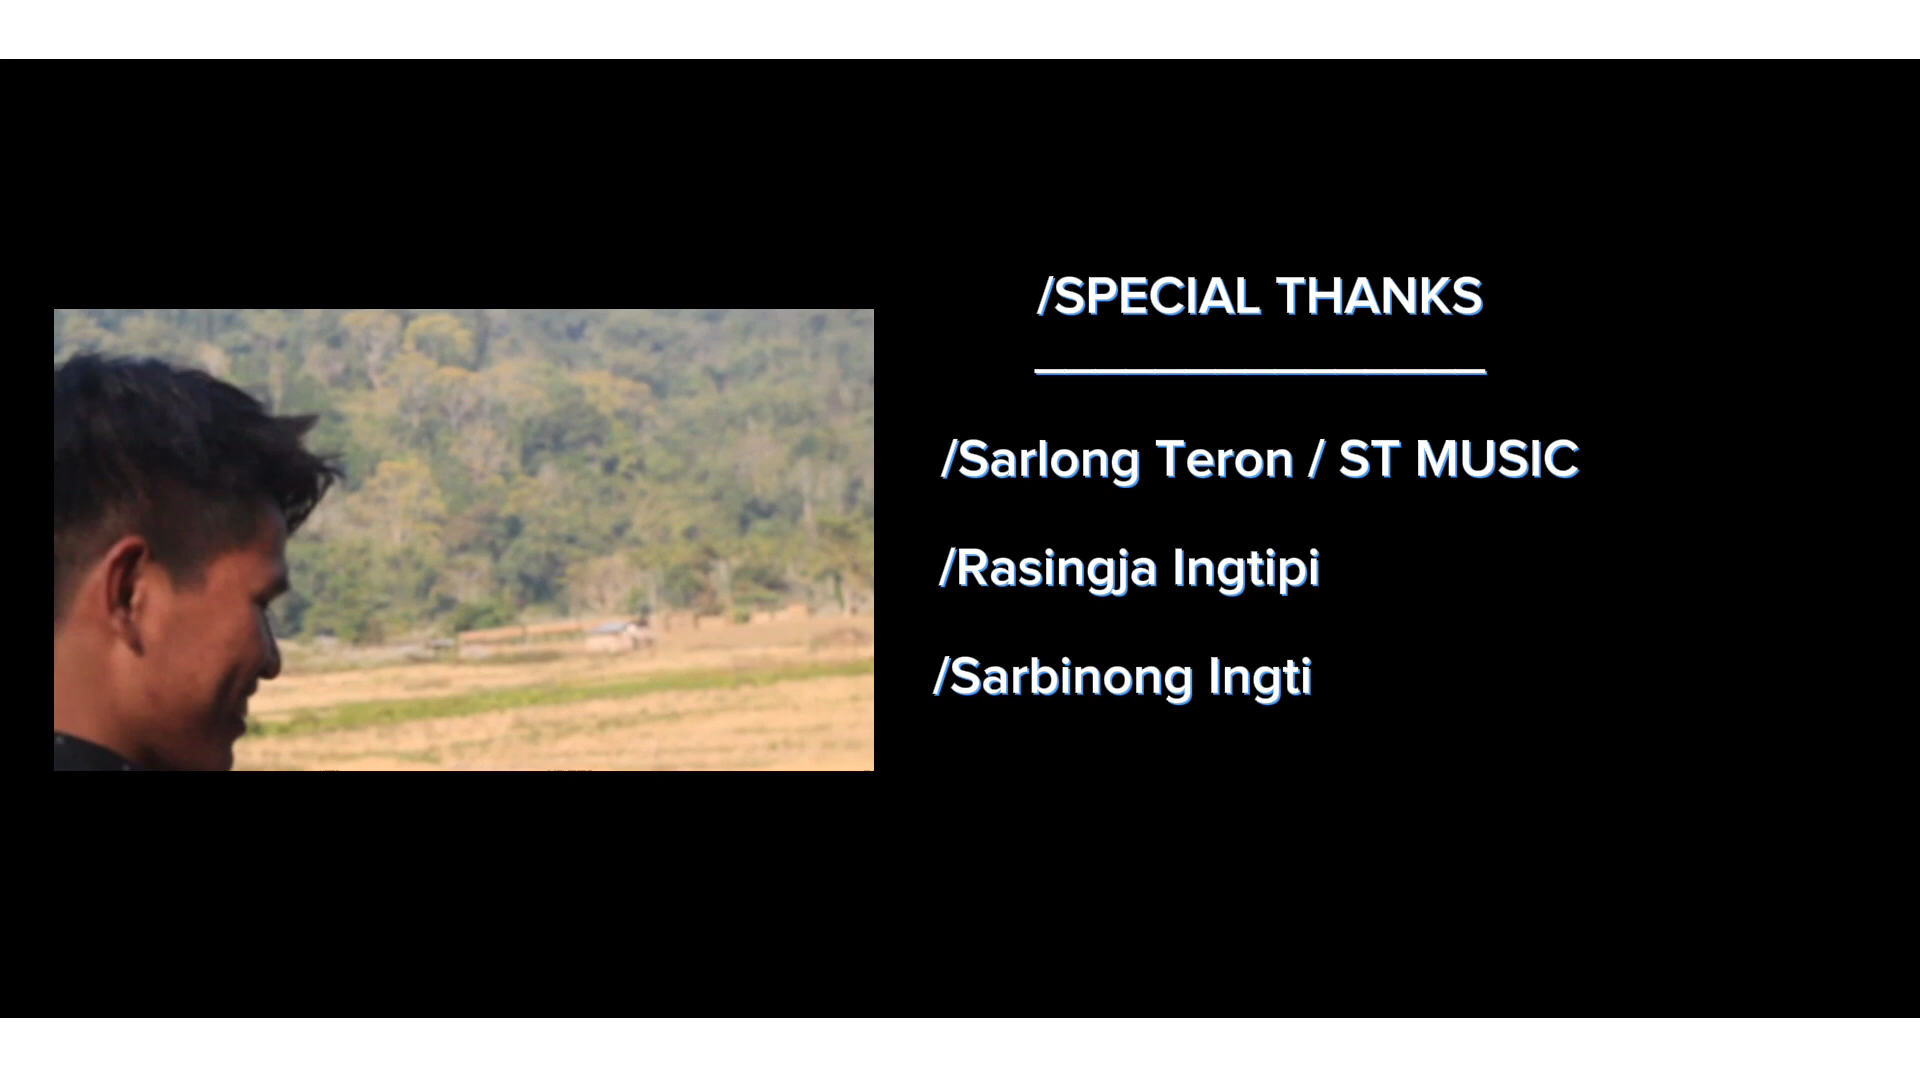 /SPECIAL THANKS
/Sarlong Teron / ST MUSIC
/Rasingja Ingtipi
/Sarbinong Ingti